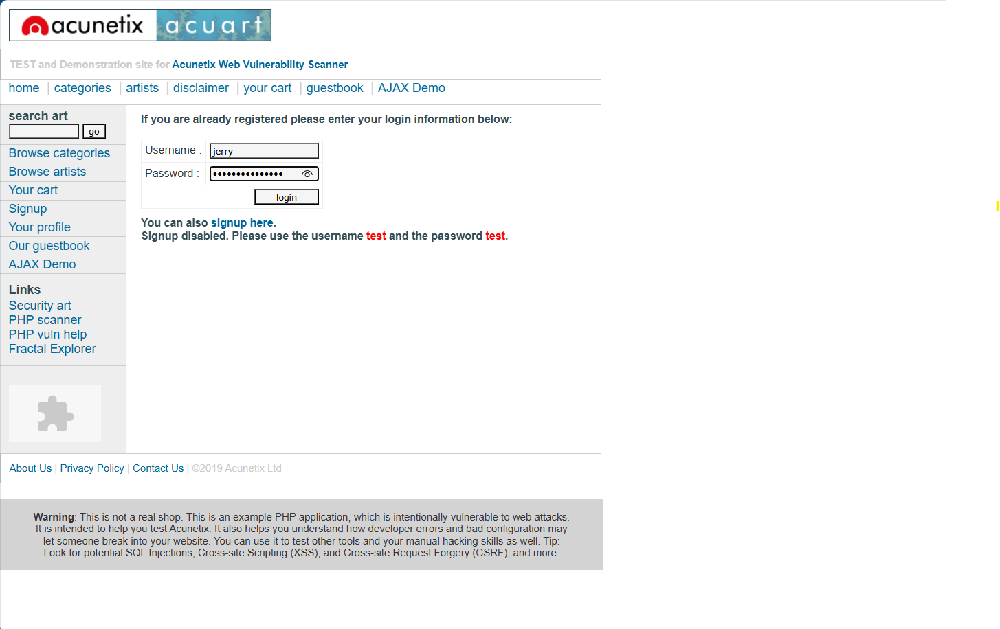 acunetix acuart
TEST and Demonstration site for Acunetix Web Vulnerability Scanner
home | categories | artists | disclaimer | your cart | guestbook | AJAX Demo
search art
go
Browse categories
Browse artists
Your cart
Signup
Your profile
Our guestbook
AJAX Demo
Links
Security art
PHP scanner
PHP vuln help
Fractal Explorer
If you are already registered please enter your login information below:
Username : jerry
Password : •••••••••••••••
login
You can also signup here.
Signup disabled. Please use the username test and the password test.
About Us | Privacy Policy | Contact Us | ©2019 Acunetix Ltd
Warning: This is not a real shop. This is an example PHP application, which is intentionally vulnerable to web attacks.
It is intended to help you test Acunetix. It also helps you understand how developer errors and bad configuration may
let someone break into your website. You can use it to test other tools and your manual hacking skills as well. Tip:
Look for potential SQL Injections, Cross-site Scripting (XSS), and Cross-site Request Forgery (CSRF), and more.